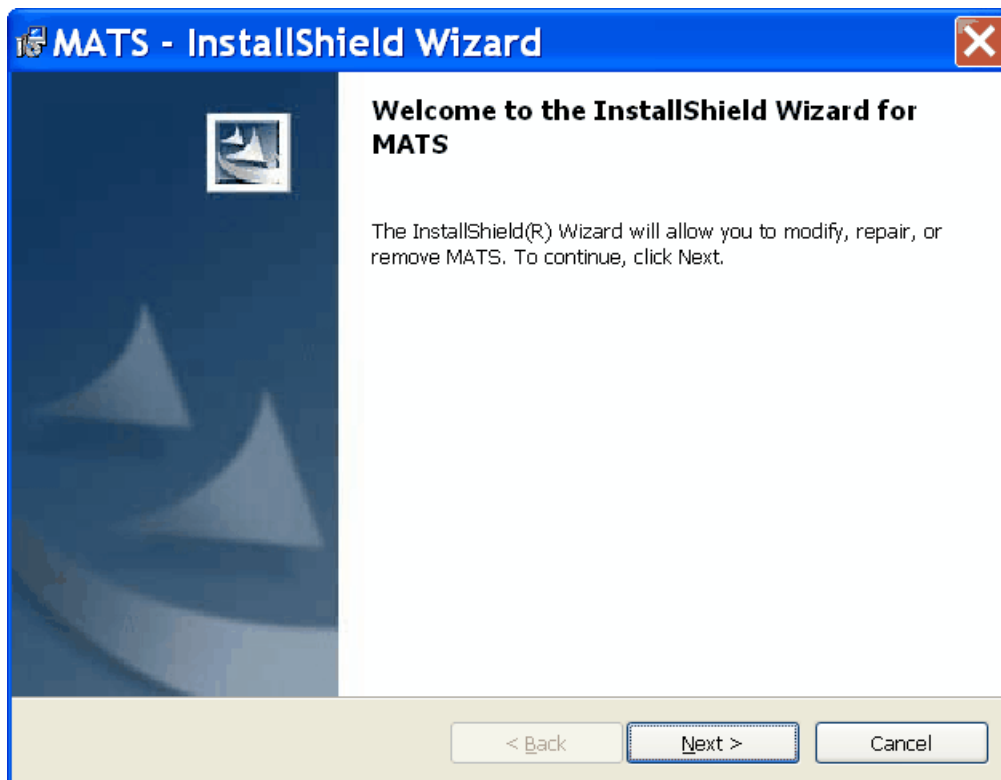 MATS - InstallShield Wizard
Welcome to the InstallShield Wizard for
MATS
The InstallShield(R) Wizard will allow you to modify, repair, or
remove MATS. To continue, click Next.
< Back
Next >
Cancel